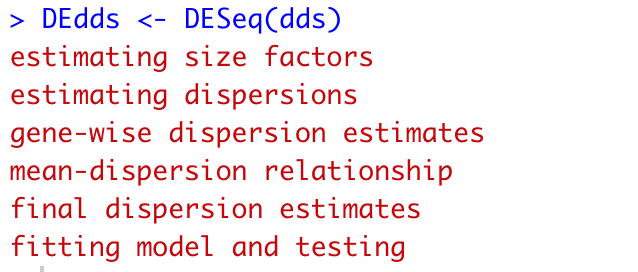 > DEdds <- DESeq(dds)
estimating size factors
estimating dispersions
gene-wise dispersion estimates
mean-dispersion relationship
final dispersion estimates
fitting model and testing